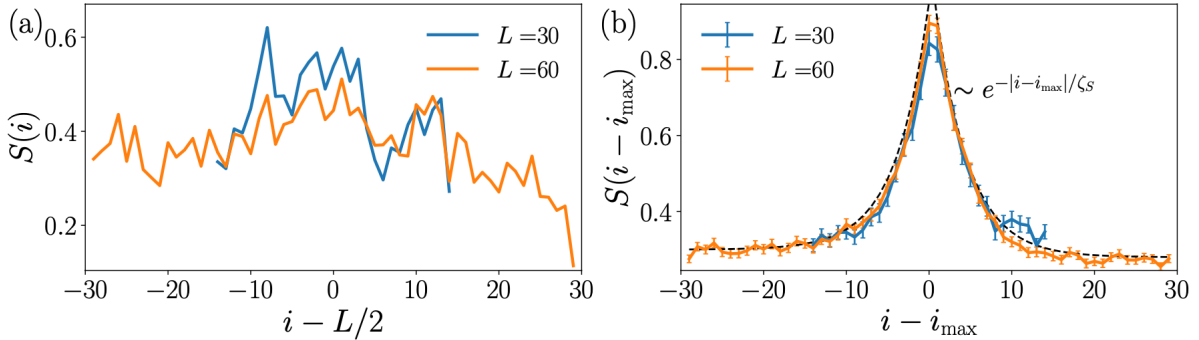 (a)
S(i)
0.6
0.4
0.2
L =30
L =60
−30 −20 −10 0 10 20 30
i − L/2
(b)
S(i − i_max)
0.8
0.6
0.4
L =30
L =60
∼ e^{−|i−i_max|/ζ_S}
−30 −20 −10 0 10 20 30
i − i_max